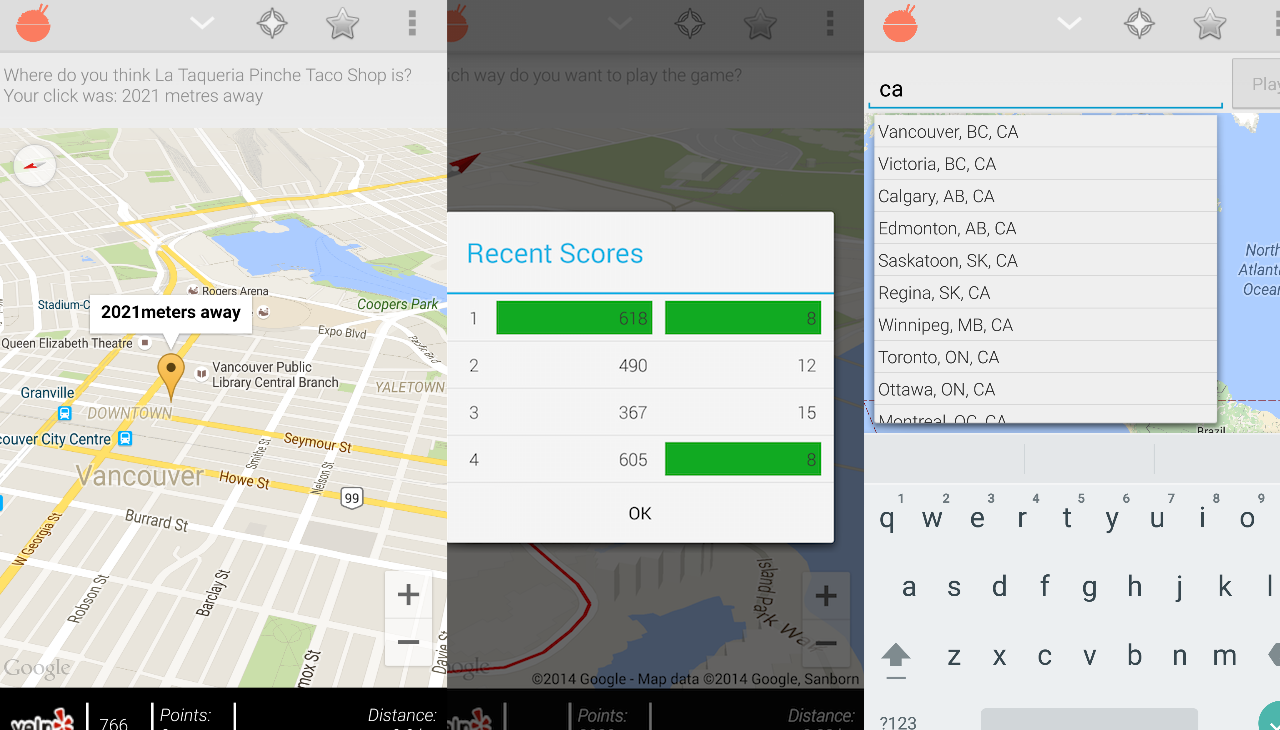 Where do you think La Taqueria Pinche Taco Shop is?
Your click was: 2021 metres away
Rogers Arena
Stadium-C
Coopers Park
2021meters away
Expo Blvd
Queen Elizabeth Theatre
Vancouver Public
Library Central Branch
YALETOWN
Granville
DOWNTOWN
couver City Centre
Seymour St
Smithe St
Nelson St
Vancouver
Howe St
99
Burrard St
W Georgia St
Robson St
Barclay St
mox St
Davie St
+
−
Google
yelp
766
Points:
Distance:
ich way do you want to play the game?
Recent Scores
1 618 8
2 490 12
3 367 15
4 605 8
OK
Island Park Wa
+
−
oogle
©2014 Google - Map data ©2014 Google, Sanborn
Points:
Distance:
ca
Play
Vancouver, BC, CA
Victoria, BC, CA
Calgary, AB, CA
Edmonton, AB, CA
Saskatoon, SK, CA
Regina, SK, CA
Winnipeg, MB, CA
Toronto, ON, CA
Ottawa, ON, CA
Montreal, QC, CA
North
Atlanti
Ocean
Brazil
1 2 3 4 5 6 7 8 9
q w e r t y u i o
a s d f g h j k l
z x c v b n m
?123